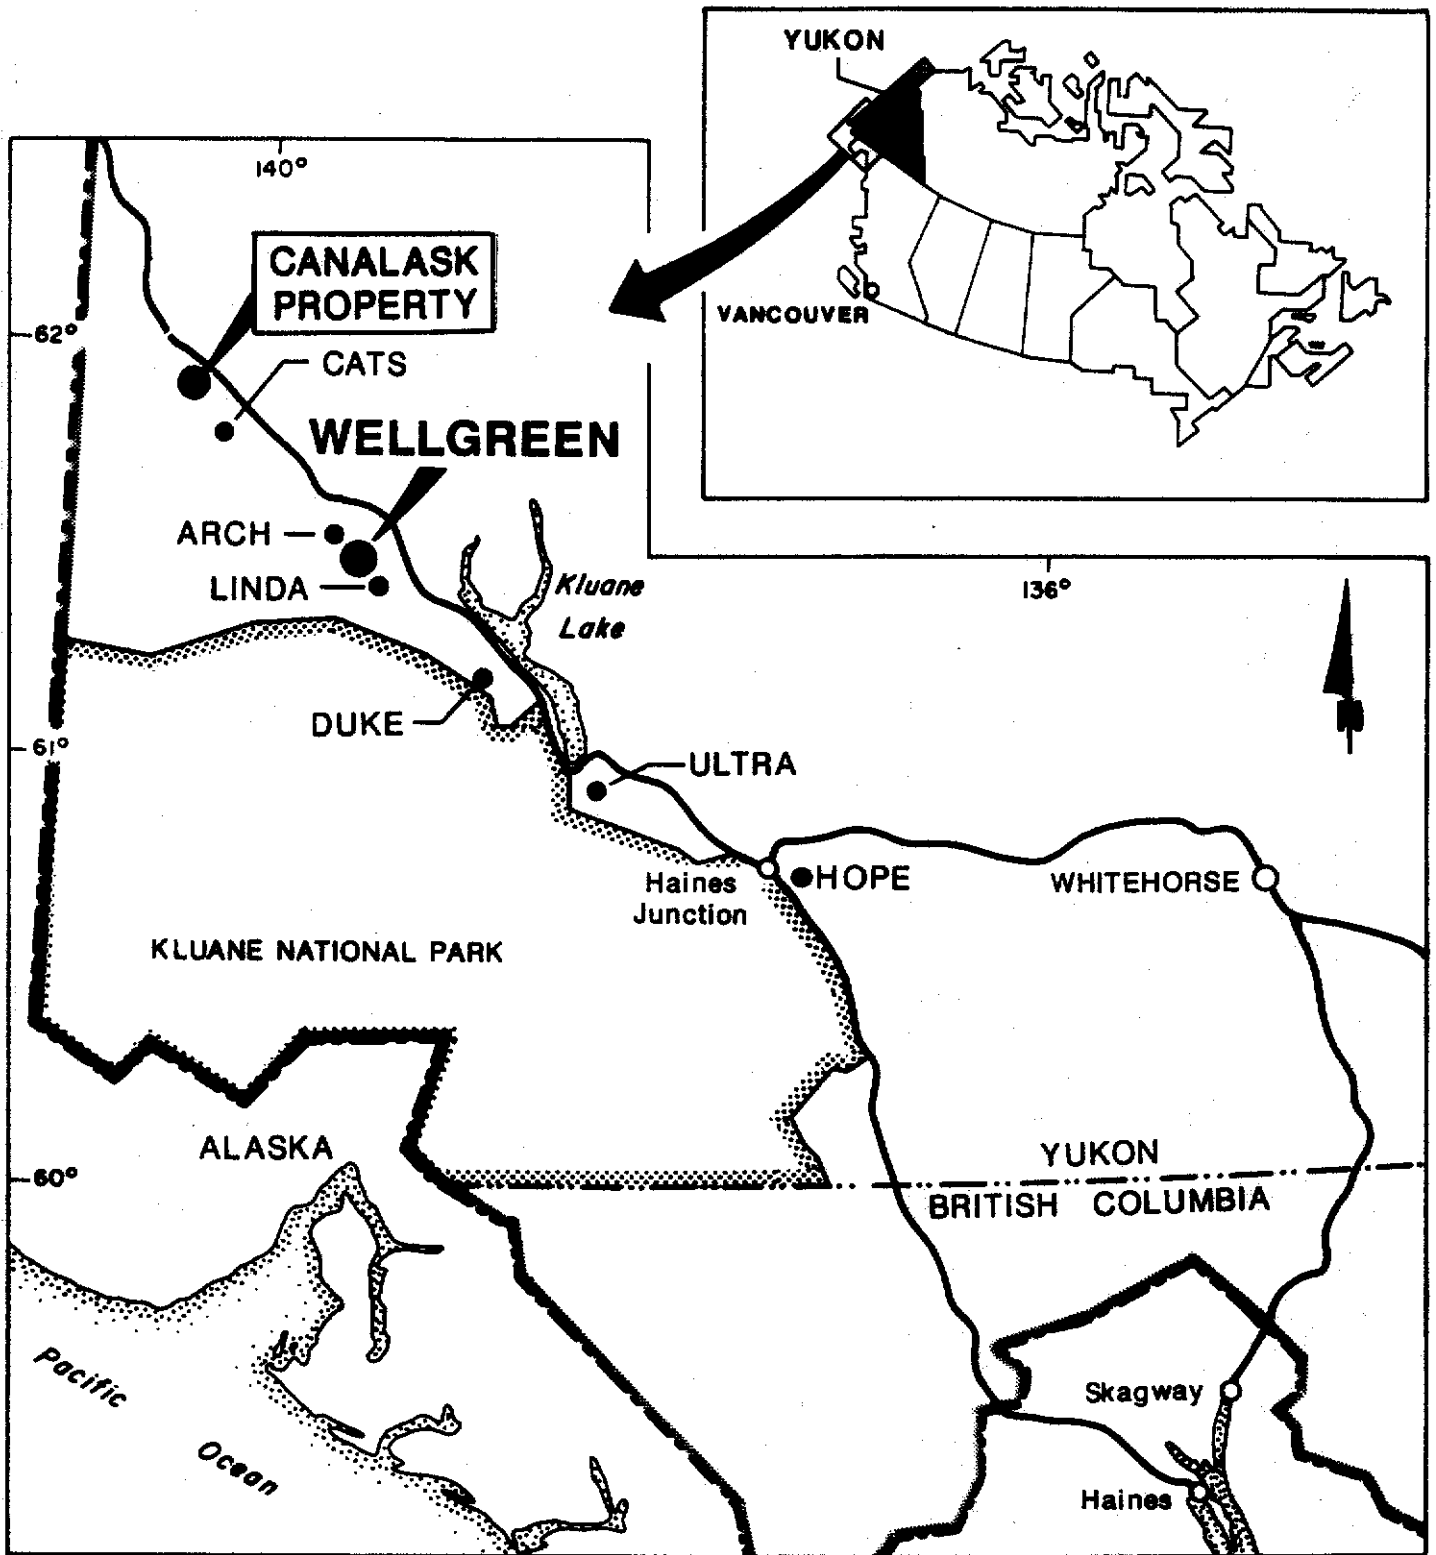 YUKON
VANCOUVER
140°
CANALASK
PROPERTY
62°
CATS
WELLGREEN
ARCH
LINDA
Kluane
Lake
136°
DUKE
61°
ULTRA
Haines
Junction
HOPE
WHITEHORSE
KLUANE NATIONAL PARK
ALASKA
YUKON
60°
BRITISH COLUMBIA
Pacific
Ocean
Skagway
Haines